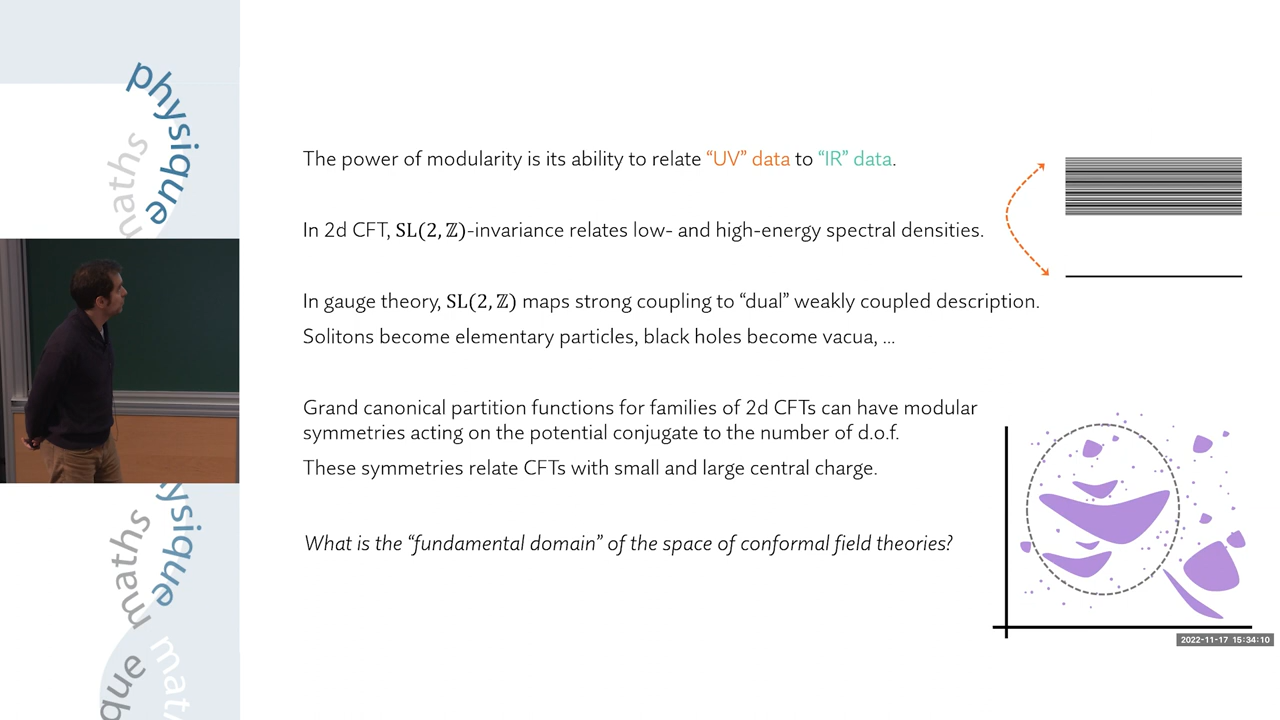 physique
maths
The power of modularity is its ability to relate “UV” data to “IR” data.
In 2d CFT, SL(2, ℤ)-invariance relates low- and high-energy spectral densities.
In gauge theory, SL(2, ℤ) maps strong coupling to “dual” weakly coupled description.
Solitons become elementary particles, black holes become vacua, ...
Grand canonical partition functions for families of 2d CFTs can have modular
symmetries acting on the potential conjugate to the number of d.o.f.
These symmetries relate CFTs with small and large central charge.
What is the “fundamental domain” of the space of conformal field theories?
ysique
maths
que
mat
2022-11-17 15:34:10